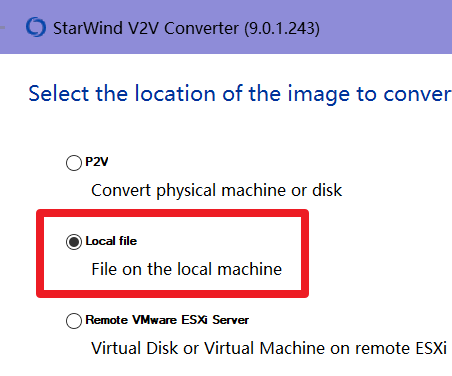 StarWind V2V Converter (9.0.1.243)
Select the location of the image to conver
P2V
Convert physical machine or disk
Local file
File on the local machine
Remote VMware ESXi Server
Virtual Disk or Virtual Machine on remote ESXi